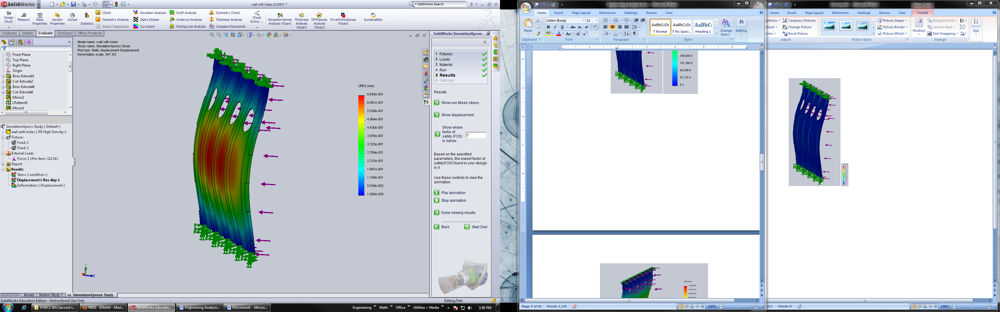 SolidWorks
wall with holes.SLDPRT *
SolidWorks Search
Design Study
Measure
Mass Properties
Section Properties
Sensor
Statistics
Check
Geometry Analysis
Import Diagnostics
Deviation Analysis
Zebra Stripes
Curvature
Draft Analysis
Undercut Analysis
Parting Line Analysis
Symmetry Check
Thickness Analysis
Compare Documents
Check Active ...
SimulationXpress Analysis Wizard
FloXpress Analysis Wizard
DFMXpress Analysis Wizard
DriveWorksXpress Wizard
Sustainability
Features Sketch Evaluate DimXpert Office Products
Front Plane
Top Plane
Right Plane
Origin
Boss-Extrude1
Cut-Extrude2
Boss-Extrude6
Cut-Extrude8
Mirror2
LPattern9
Mirror3
SimulationXpress Study (-Default-)
wall with holes (-PE High Density-)
Fixtures
Fixed-2
Fixed-3
External Loads
Force-2 (:Per item: 111 N:)
Report
Results
Stress (-vonMises-)
Displacement (-Res disp-)
Deformation (-Displacement-)
Model name: wall with holes
Study name: SimulationXpress Study
Plot type: Static displacement Displacement
Deformation scale: 347.301
URES (mm)
6.645e-001
6.091e-001
5.538e-001
4.984e-001
4.430e-001
3.876e-001
3.323e-001
2.769e-001
2.215e-001
1.661e-001
1.108e-001
5.538e-002
1.000e-030
Y
Z
SolidWorks SimulationXpress
1 Fixtures
2 Loads
3 Material
4 Run
5 Results
6 Optimize
Results
Show von Mises stress
Show displacement
Show where
factor of
safety (FOS) 1
is below:
Based on the specified
parameters, the lowest factor of
safety(FOS) found in your design
is 0
Use these controls to view the
animation.
Play animation
Stop animation
Done viewing results
Back Start Over
Model Motion Study 1 SimulationXpress Study
SolidWorks Education Edition - Instructional Use Only
Editing Part
E:\MCE 401\Second s...
WEEI - 850AM - Mozi...
SolidWorks Educatio...
Engineering Analysis...
Document1 - Micros...
Engineering Math Office Utilities + Media
3:36 PM
Engineering Analysis.docx - Microsoft Word
Home Insert Page Layout References Mailings Review View
Paste
Calibri (Body) 11
B I U abc
AaBbCcDc AaBbCcDc AaBbCc
¶ Normal ¶ No Spaci... Heading 1
Change Styles
Editing
Clipboard Font Paragraph Styles
188,505.0
141,380.8
94,256.6
47,132.4
8.2
Page: 5 of 10 Words: 1,125
100%
Document1 - Microsoft Word
Picture Tools
Home Insert Page Layout References Mailings Review View Format
Compress Pictures
Change Picture
Reset Picture
Adjust
Picture Shape
Picture Border
Picture Effects
Picture Styles
Position
Bring to Front
Send to Back
Text Wrapping
Arrange
Size
of 1 Words: 0
100%